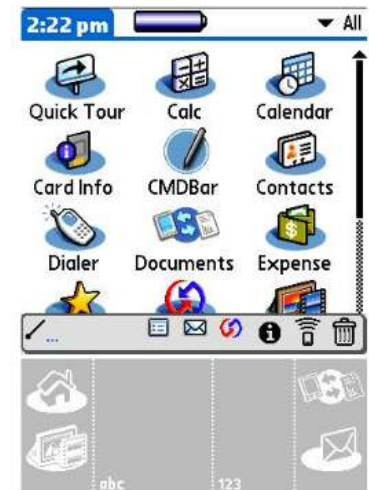 2:22 pm
All
Quick Tour
Calc
Calendar
Card Info
CMDBar
Contacts
Dialer
Documents
Expense
...
abc
123